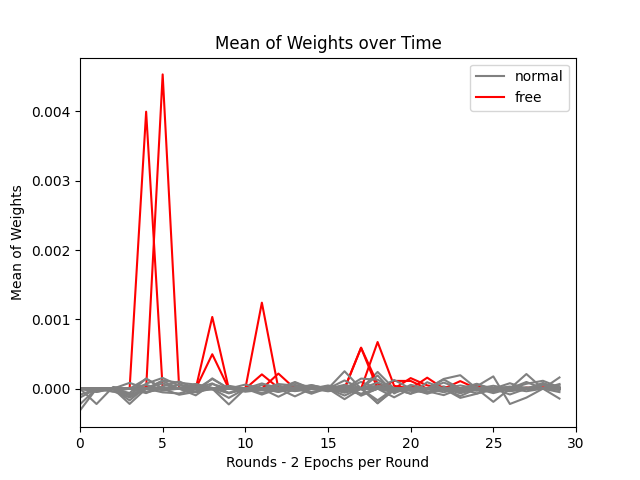 Mean of Weights over Time
normal
free
Mean of Weights
0.004
0.003
0.002
0.001
0.000
0 5 10 15 20 25 30
Rounds - 2 Epochs per Round